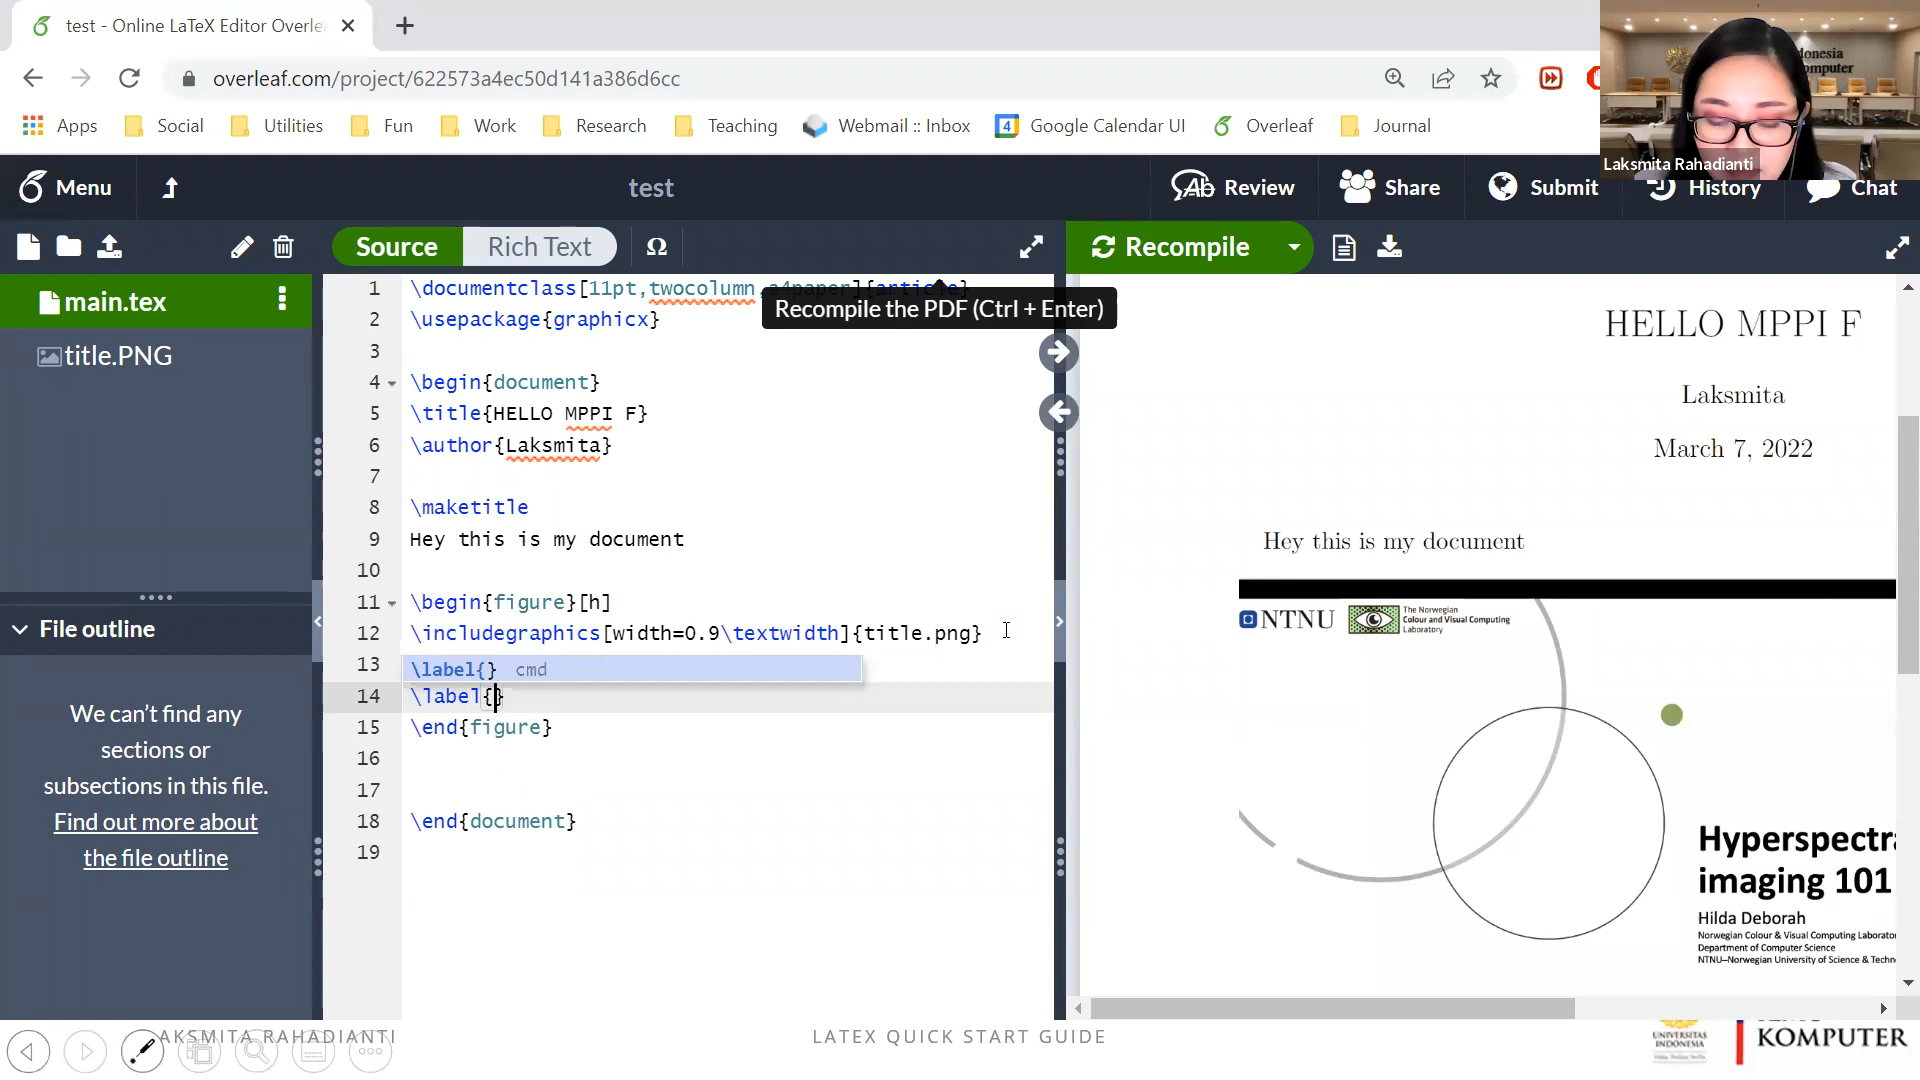 test - Online LaTeX Editor Overle
overleaf.com/project/622573a4ec50d141a386d6cc
Apps
Social
Utilities
Fun
Work
Research
Teaching
Webmail :: Inbox
4
Google Calendar UI
Overleaf
Journal
donesia
omputer
Laksmita Rahadianti
Menu
test
Ab Review
Share
Submit
History
Chat
Source
Rich Text
Ω
Recompile
Recompile the PDF (Ctrl + Enter)
main.tex
title.PNG
File outline
We can’t find any
sections or
subsections in this file.
Find out more about
the file outline
1 \documentclass[11pt,twocolumn,a4paper]{article}
2 \usepackage{graphicx}
3
4 \begin{document}
5 \title{HELLO MPPI F}
6 \author{Laksmita}
7
8 \maketitle
9 Hey this is my document
10
11 \begin{figure}[h]
12 \includegraphics[width=0.9\textwidth]{title.png}
13
\label{} cmd
14 \label{}
15 \end{figure}
16
17
18 \end{document}
19
HELLO MPPI F
Laksmita
March 7, 2022
Hey this is my document
NTNU
The Norwegian
Colour and Visual Computing
Laboratory
Hyperspectra
imaging 101
Hilda Deborah
Norwegian Colour & Visual Computing Laborato
Department of Computer Science
NTNU–Norwegian University of Science & Techn
AKSMITA RAHADIANTI
LATEX QUICK START GUIDE
UNIVERSITAS
INDONESIA
KOMPUTER